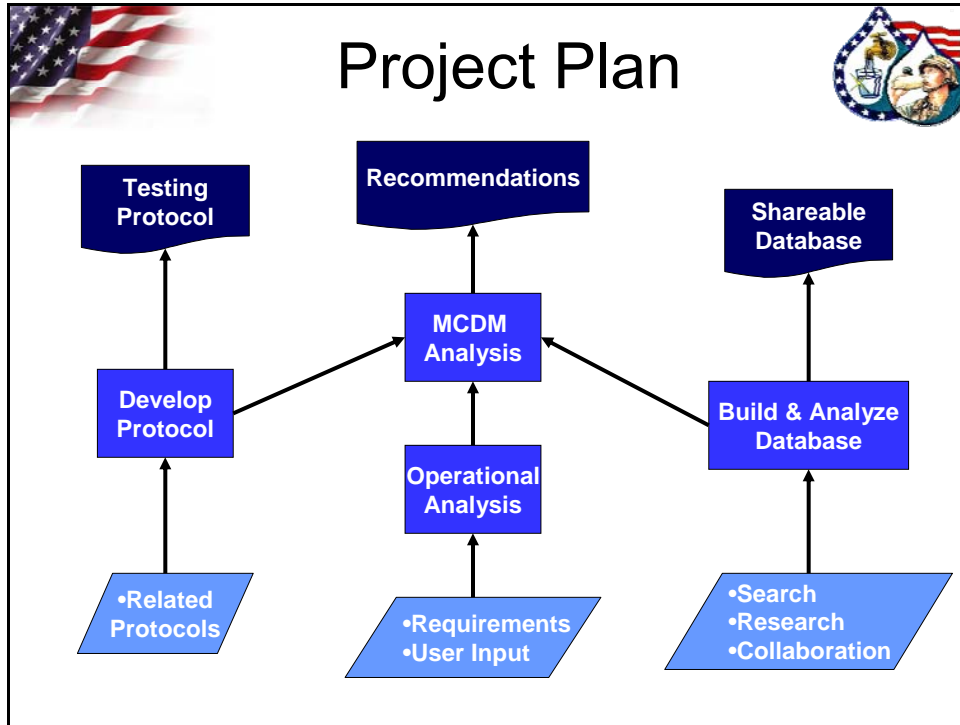 Project Plan
Testing
Protocol
Recommendations
Shareable
Database
MCDM
Analysis
Develop
Protocol
Build & Analyze
Database
Operational
Analysis
•Related
Protocols
•Requirements
•User Input
•Search
•Research
•Collaboration